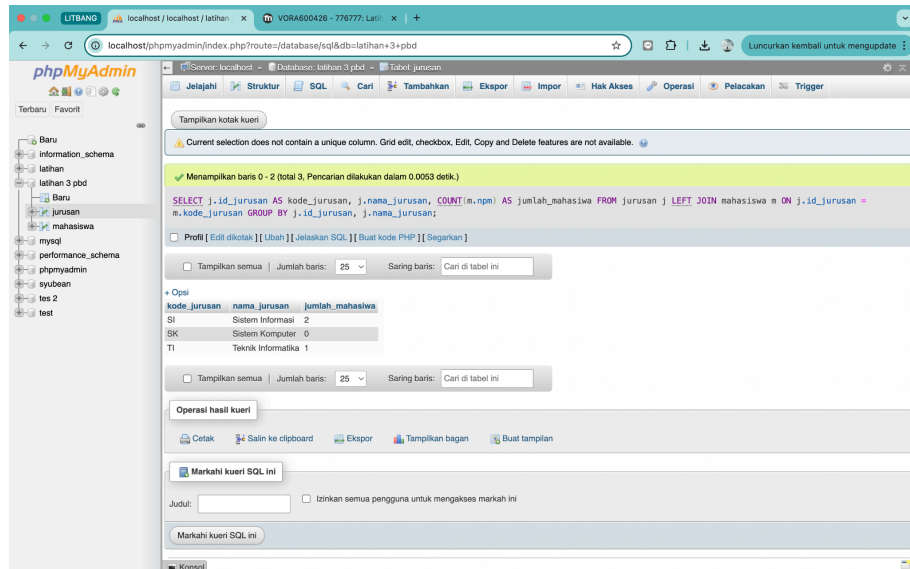 LITBANG
localhost / localhost / latihan
VORA600426 - 776777: Latih
localhost/phpmyadmin/index.php?route=/database/sql&db=latihan+3+pbd
Luncurkan kembali untuk mengupdate
phpMyAdmin
Terbaru Favorit
Baru
information_schema
latihan
latihan 3 pbd
Baru
jurusan
mahasiswa
mysql
performance_schema
phpmyadmin
syubean
tes 2
test
Server: localhost » Database: latihan 3 pbd » Tabel: jurusan
Jelajahi Struktur SQL Cari Tambahkan Ekspor Impor Hak Akses Operasi Pelacakan Trigger
Tampilkan kotak kueri
Current selection does not contain a unique column. Grid edit, checkbox, Edit, Copy and Delete features are not available.
Menampilkan baris 0 - 2 (total 3, Pencarian dilakukan dalam 0.0053 detik.)
SELECT j.id_jurusan AS kode_jurusan, j.nama_jurusan, COUNT(m.npm) AS jumlah_mahasiwa FROM jurusan j LEFT JOIN mahasiswa m ON j.id_jurusan =
m.kode_jurusan GROUP BY j.id_jurusan, j.nama_jurusan;
Profil [ Edit dikotak ] [ Ubah ] [ Jelaskan SQL ] [ Buat kode PHP ] [ Segarkan ]
Tampilkan semua | Jumlah baris: 25 Saring baris: Cari di tabel ini
+ Opsi
kode_jurusan nama_jurusan jumlah_mahasiwa
SI Sistem Informasi 2
SK Sistem Komputer 0
TI Teknik Informatika 1
Tampilkan semua | Jumlah baris: 25 Saring baris: Cari di tabel ini
Operasi hasil kueri
Cetak Salin ke clipboard Ekspor Tampilkan bagan Buat tampilan
Markahi kueri SQL ini
Judul: Izinkan semua pengguna untuk mengakses markah ini
Markahi kueri SQL ini
Konsol